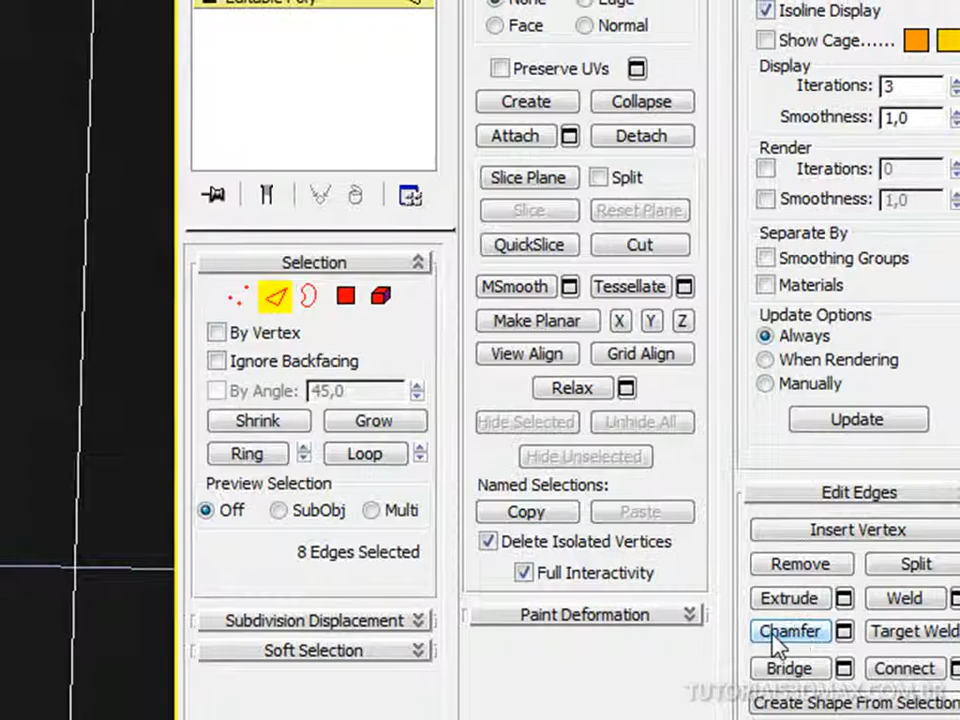 Editable Poly
Selection
By Vertex
Ignore Backfacing
By Angle: 45,0
Shrink Grow
Ring Loop
Preview Selection
Off SubObj Multi
8 Edges Selected
Subdivision Displacement
Soft Selection
None Edge
Face Normal
Preserve UVs
Create Collapse
Attach Detach
Slice Plane Split
Slice Reset Plane
QuickSlice Cut
MSmooth Tessellate
Make Planar X Y Z
View Align Grid Align
Relax
Hide Selected Unhide All
Hide Unselected
Named Selections:
Copy Paste
Delete Isolated Vertices
Full Interactivity
Paint Deformation
Isoline Display
Show Cage......
Display
Iterations: 3
Smoothness: 1,0
Render
Iterations: 0
Smoothness: 1,0
Separate By
Smoothing Groups
Materials
Update Options
Always
When Rendering
Manually
Update
Edit Edges
Insert Vertex
Remove Split
Extrude Weld
Chamfer Target Weld
Bridge Connect
Create Shape From Selection
TUTORIAIS3DMAX.COM.BR